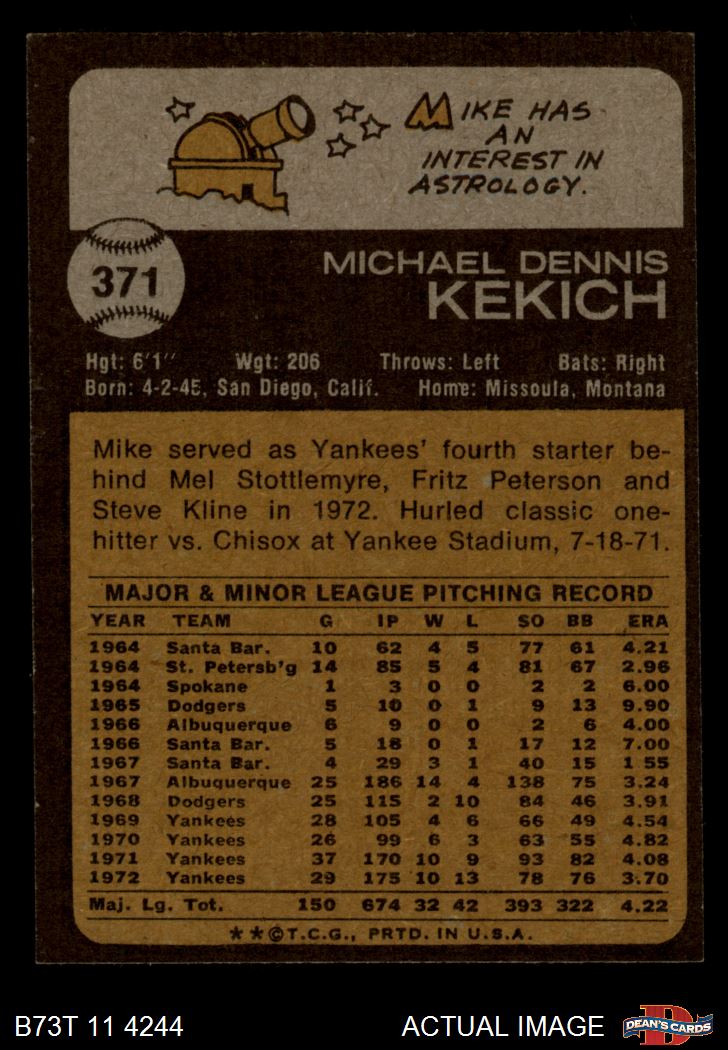 MIKE HAS
AN
INTEREST IN
ASTROLOGY.
371
MICHAEL DENNIS
KEKICH
Hgt: 6'1" Wgt: 206 Throws: Left Bats: Right
Born: 4-2-45, San Diego, Calif. Home: Missoula, Montana
Mike served as Yankees' fourth starter be-
hind Mel Stottlemyre, Fritz Peterson and
Steve Kline in 1972. Hurled classic one-
hitter vs. Chisox at Yankee Stadium, 7-18-71.
MAJOR & MINOR LEAGUE PITCHING RECORD
YEAR TEAM G IP W L SO BB ERA
1964 Santa Bar. 10 62 4 5 77 61 4.21
1964 St. Petersb'g 14 85 5 4 81 67 2.96
1964 Spokane 1 3 0 0 2 2 6.00
1965 Dodgers 5 10 0 1 9 13 9.90
1966 Albuquerque 6 9 0 0 2 6 4.00
1966 Santa Bar. 5 18 0 1 17 12 7.00
1967 Santa Bar. 4 29 3 1 40 15 1 55
1967 Albuquerque 25 186 14 4 138 75 3.24
1968 Dodgers 25 115 2 10 84 46 3.91
1969 Yankees 28 105 4 6 66 49 4.54
1970 Yankees 26 99 6 3 63 55 4.82
1971 Yankees 37 170 10 9 93 82 4.08
1972 Yankees 29 175 10 13 78 76 3.70
Maj. Lg. Tot. 150 674 32 42 393 322 4.22
**©T.C.G., PRTD. IN U.S.A.
B73T 11 4244 ACTUAL IMAGE D DEAN'S CARDS